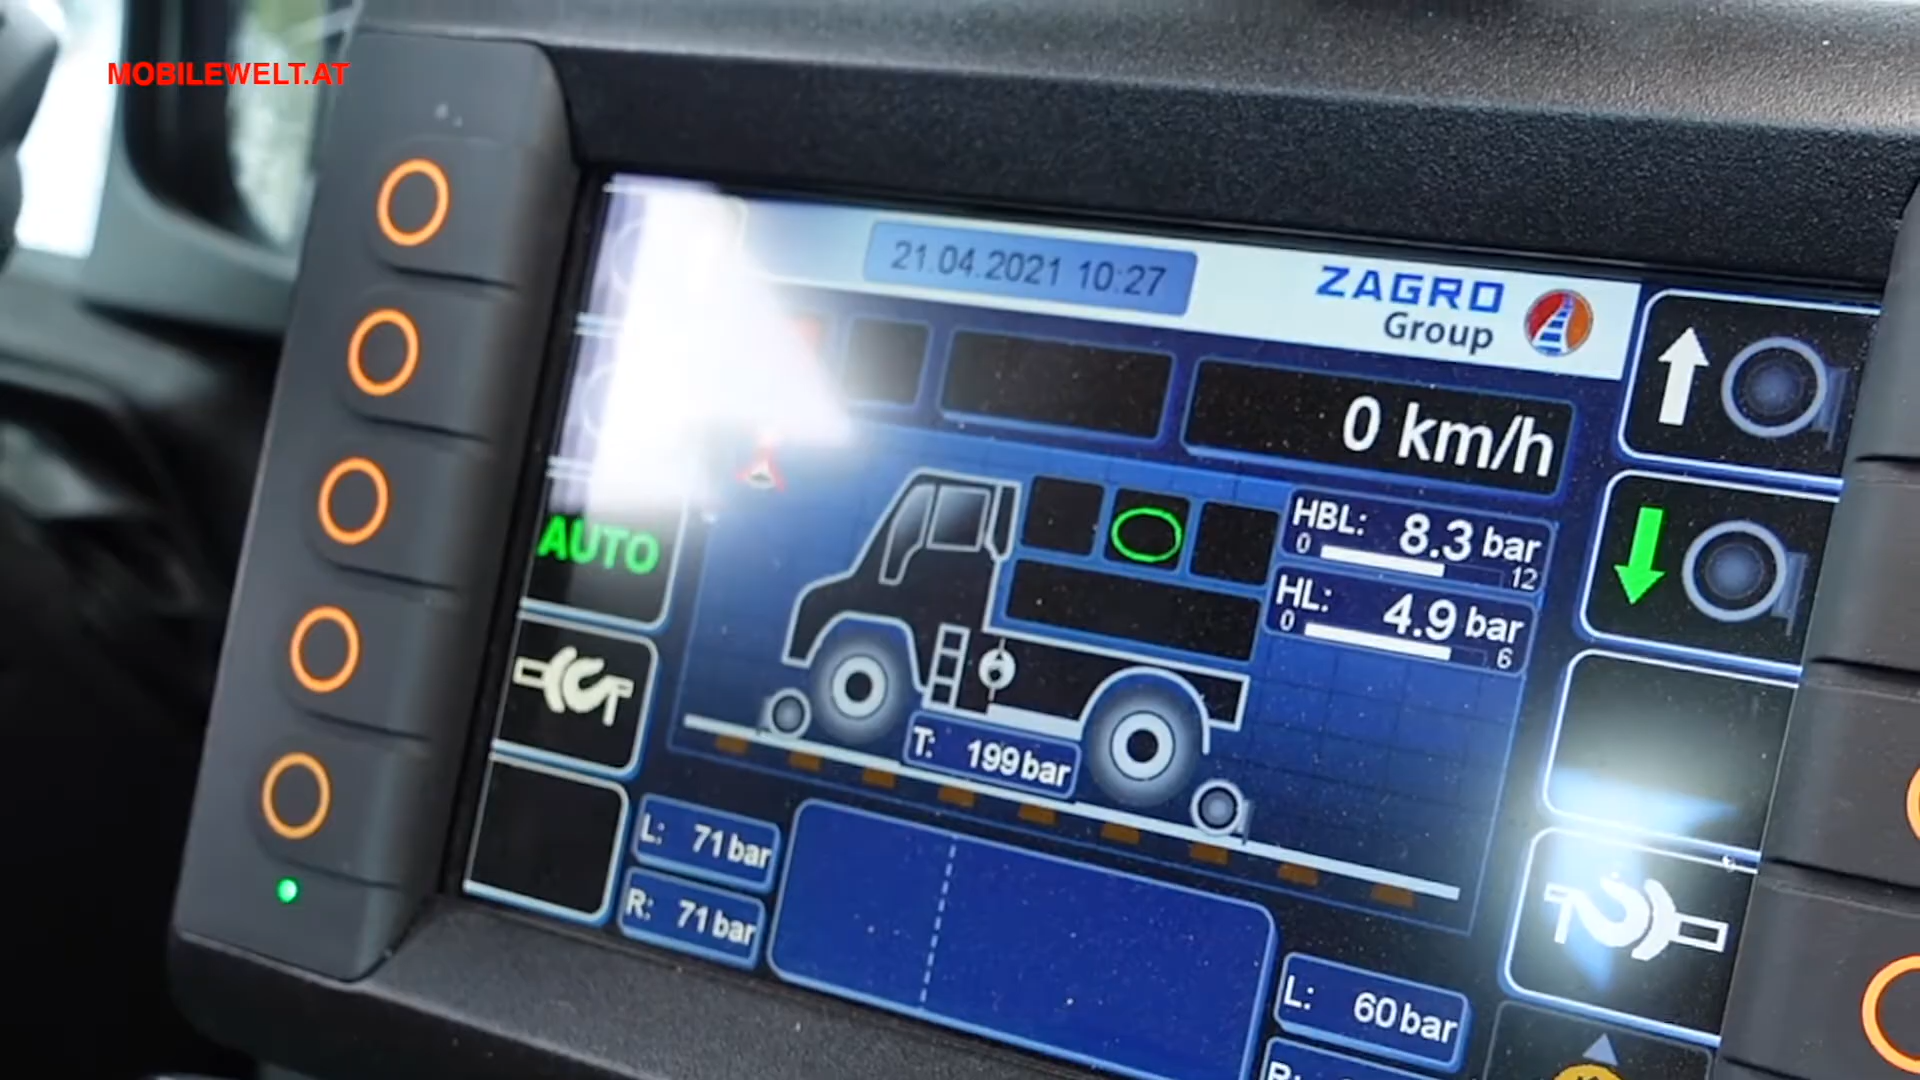 MOBILEWELT.AT
21.04.2021 10:27
ZAGRO
Group
0 km/h
HBL: 8.3 bar
0 12
HL: 4.9 bar
0 6
AUTO
T: 199 bar
L: 71 bar
R: 71 bar
L: 60 bar